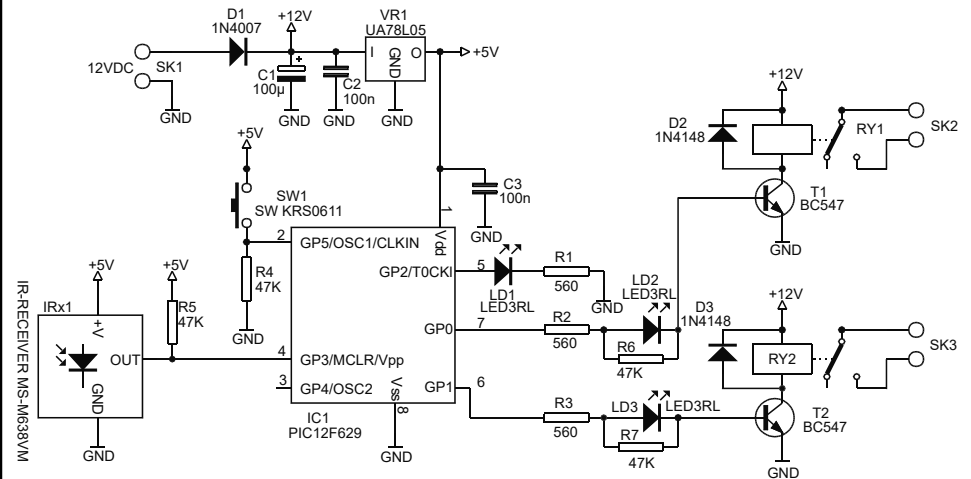 D1
1N4007
+12V
VR1
UA78L05
I
GND
O
+5V
12VDC
SK1
+
C1
100µ
C2
100n
GND
GND
GND
GND
+5V
SW1
SW KRS0611
C3
100n
GND
1
Vdd
2
GP5/OSC1/CLKIN
GP2/T0CKI
5
LD1
LED3RL
R1
560
GND
R4
47K
GND
GP0
7
R2
560
LD2
LED3RL
R6
47K
GP3/MCLR/Vpp
4
3
GP4/OSC2
Vss
8
GP1
6
IC1
PIC12F629
GND
R3
560
LD3
LED3RL
R7
47K
IR-RECEIVER MS-M638VM
+5V
IRx1
+V
OUT
GND
GND
+5V
R5
47K
+12V
D2
1N4148
RY1
SK2
T1
BC547
GND
+12V
D3
1N4148
RY2
SK3
T2
BC547
GND